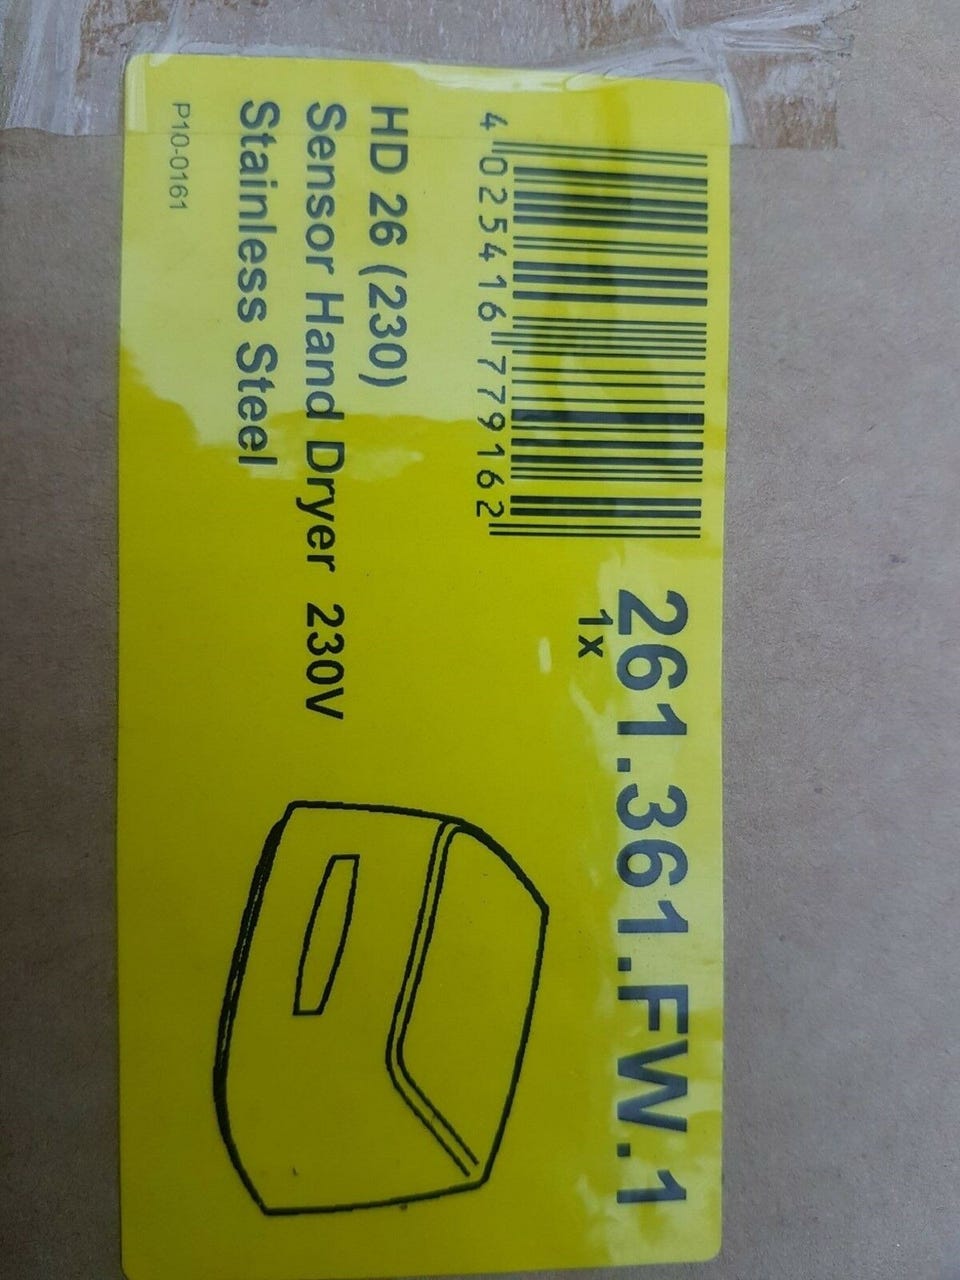 261.361.FW.1
1x
4 025416 779162
HD 26 (230)
Sensor Hand Dryer 230V
Stainless Steel
P10-0161